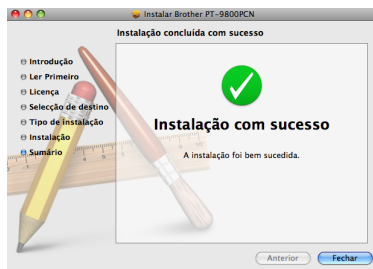 Instalar Brother PT-9800PCN
Instalação concluída com sucesso
Introdução
Ler Primeiro
Licença
Selecção de destino
Tipo de instalação
Instalação
Sumário
Instalação com sucesso
A instalação foi bem sucedida.
Anterior
Fechar